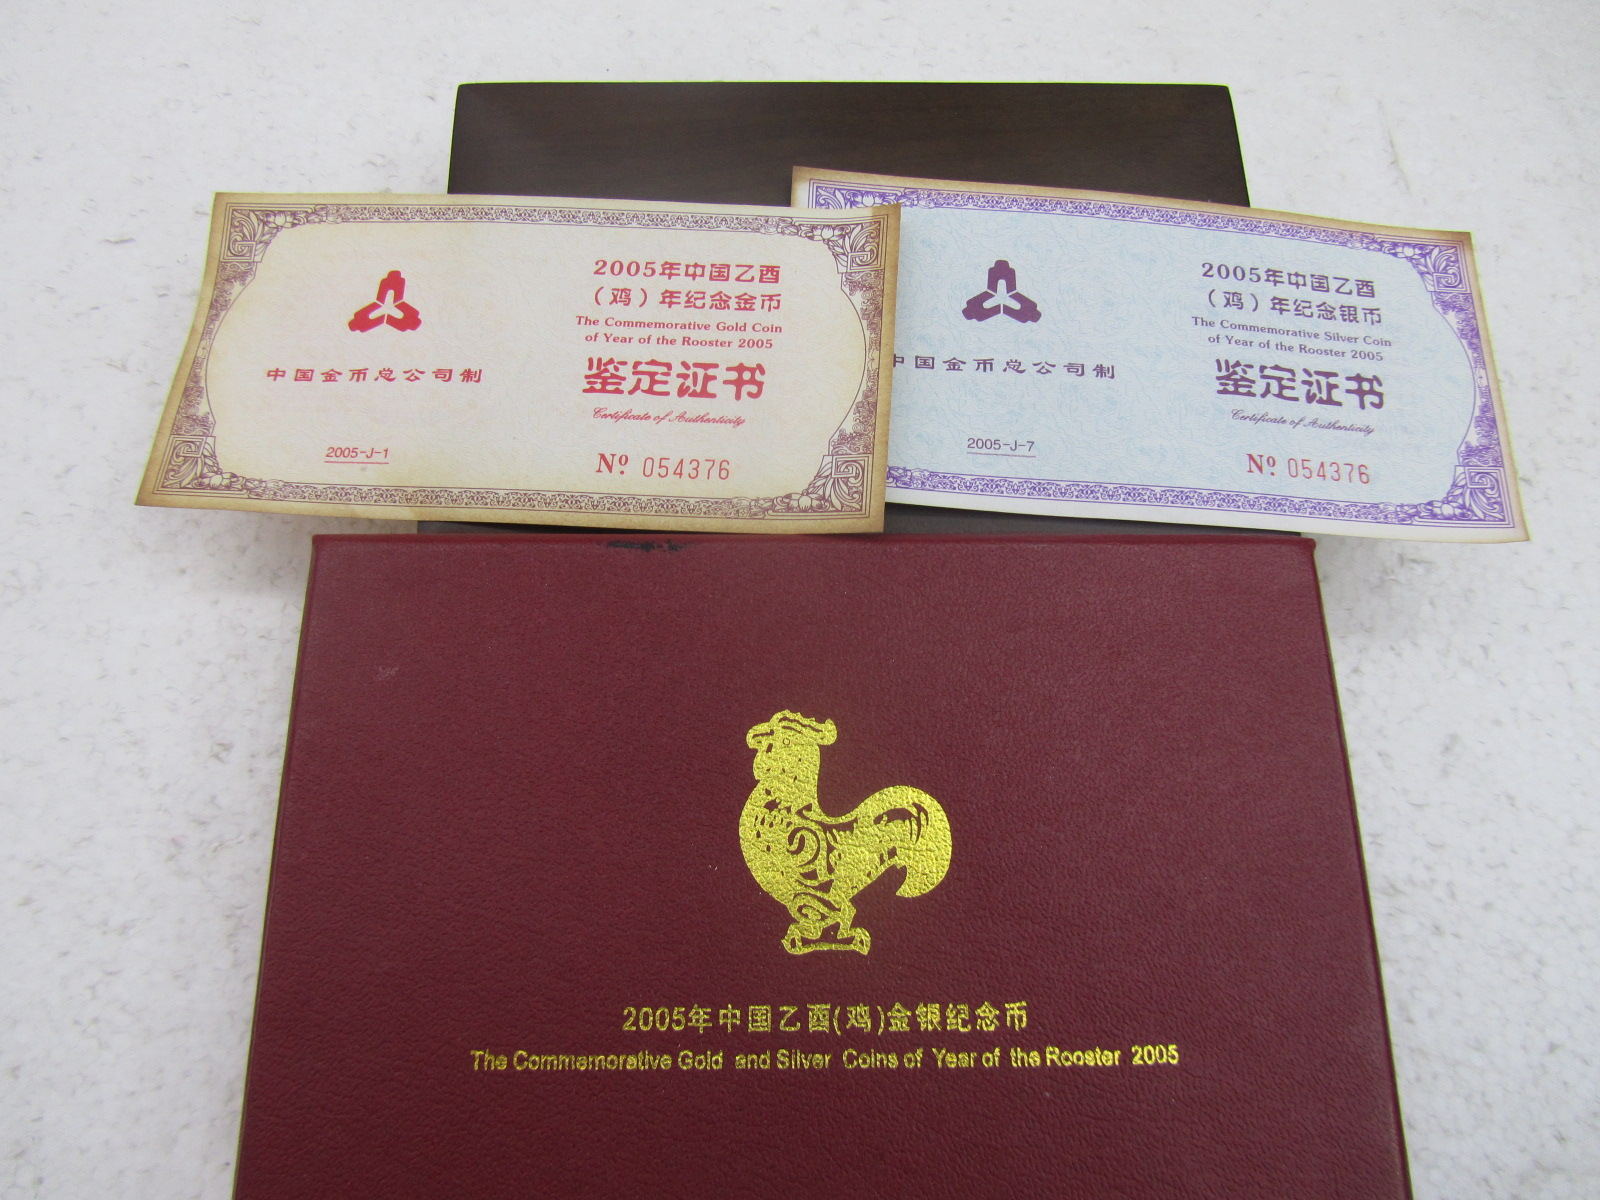 2005年中国乙酉
（鸡）年纪念金币
The Commemorative Gold Coin
of Year of the Rooster 2005
中国金币总公司制
鉴定证书
Certificate of Authenticity
2005-J-1
Nº 054376
2005年中国乙酉
（鸡）年纪念银币
The Commemorative Silver Coin
of Year of the Rooster 2005
中国金币总公司制
鉴定证书
Certificate of Authenticity
2005-J-7
Nº 054376
2005年中国乙酉(鸡)金银纪念币
The Commemorative Gold and Silver Coins of Year of the Rooster 2005